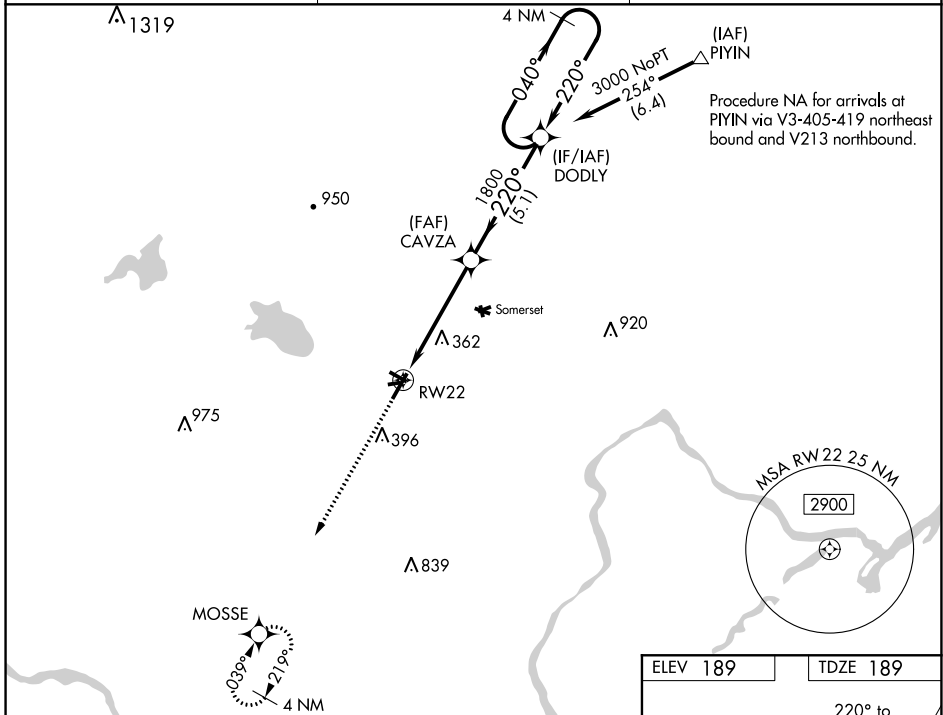 1319
4 NM
(IAF)
PIYIN
3000 NoPT
254°
(6.4)
040°
220°
Procedure NA for arrivals at
PIYIN via V3-405-419 northeast
bound and V213 northbound.
(IF/IAF)
DODLY
1800
220°
(5.1)
950
(FAF)
CAVZA
Somerset
920
362
RW22
975
396
MSA RW22 25 NM
2900
839
MOSSE
039°
219°
4 NM
ELEV 189
TDZE 189
220° to